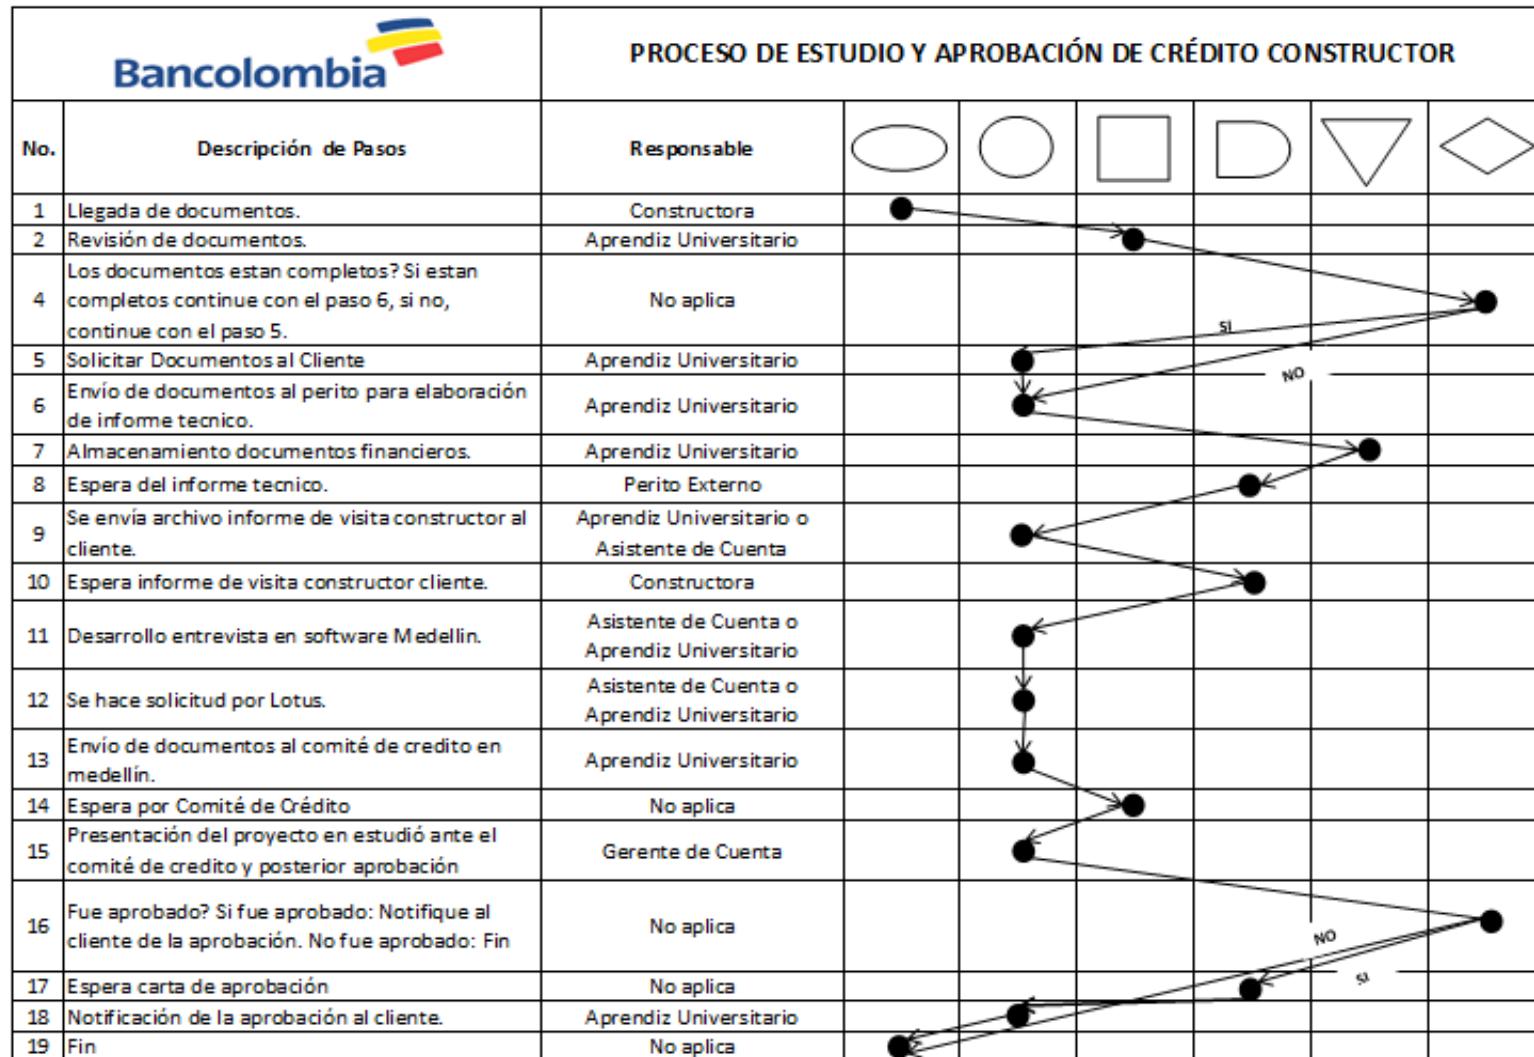 Bancolombia
PROCESO DE ESTUDIO Y APROBACIÓN DE CRÉDITO CONSTRUCTOR
No.
Descripción de Pasos
Responsable
1 Llegada de documentos. Constructora
2 Revisión de documentos. Aprendiz Universitario
Los documentos estan completos? Si estan
4 completos continue con el paso 6, si no, No aplica
continue con el paso 5.
SI
5 Solicitar Documentos al Cliente Aprendiz Universitario
NO
Envío de documentos al perito para elaboración
6 Aprendiz Universitario
de informe tecnico.
7 Almacenamiento documentos financieros. Aprendiz Universitario
8 Espera del informe tecnico. Perito Externo
Se envía archivo informe de visita constructor al Aprendiz Universitario o
9
cliente. Asistente de Cuenta
10 Espera informe de visita constructor cliente. Constructora
Asistente de Cuenta o
11 Desarrollo entrevista en software Medellin.
Aprendiz Universitario
Asistente de Cuenta o
12 Se hace solicitud por Lotus.
Aprendiz Universitario
Envío de documentos al comité de credito en
13 Aprendiz Universitario
medellín.
14 Espera por Comité de Crédito No aplica
Presentación del proyecto en estudió ante el
15 Gerente de Cuenta
comité de credito y posterior aprobación
Fue aprobado? Si fue aprobado: Notifique al
16 No aplica
cliente de la aprobación. No fue aprobado: Fin
NO
SI
17 Espera carta de aprobación No aplica
18 Notificación de la aprobación al cliente. Aprendiz Universitario
19 Fin No aplica